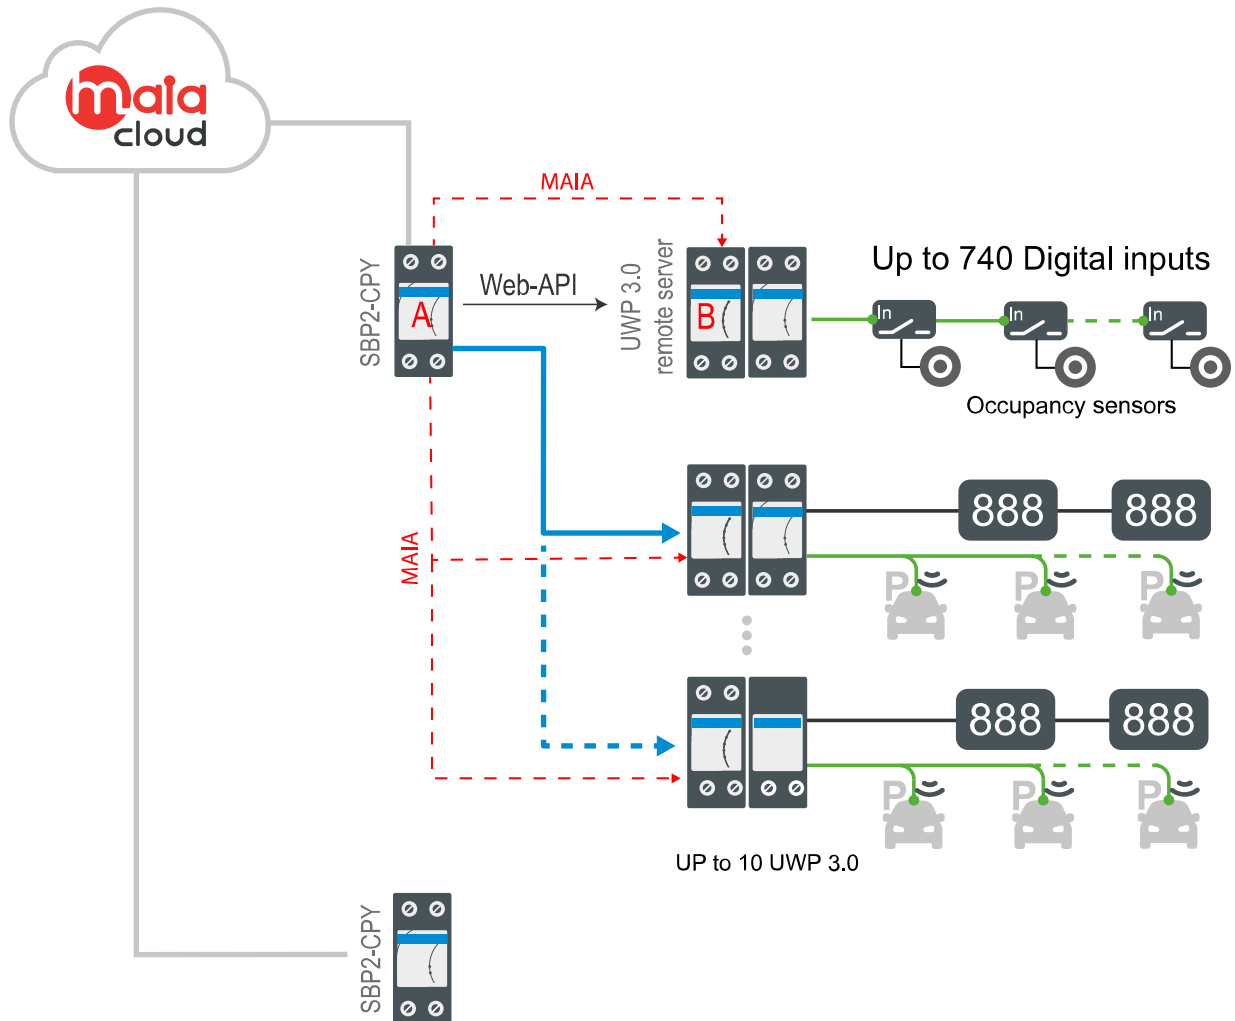 maia
cloud
MAIA
SBP2-CPY
A
Web-API
UWP 3.0
remote server
B
Up to 740 Digital inputs
In
In
In
Occupancy sensors
MAIA
888
888
P
P
P
888
888
P
P
P
UP to 10 UWP 3.0
SBP2-CPY